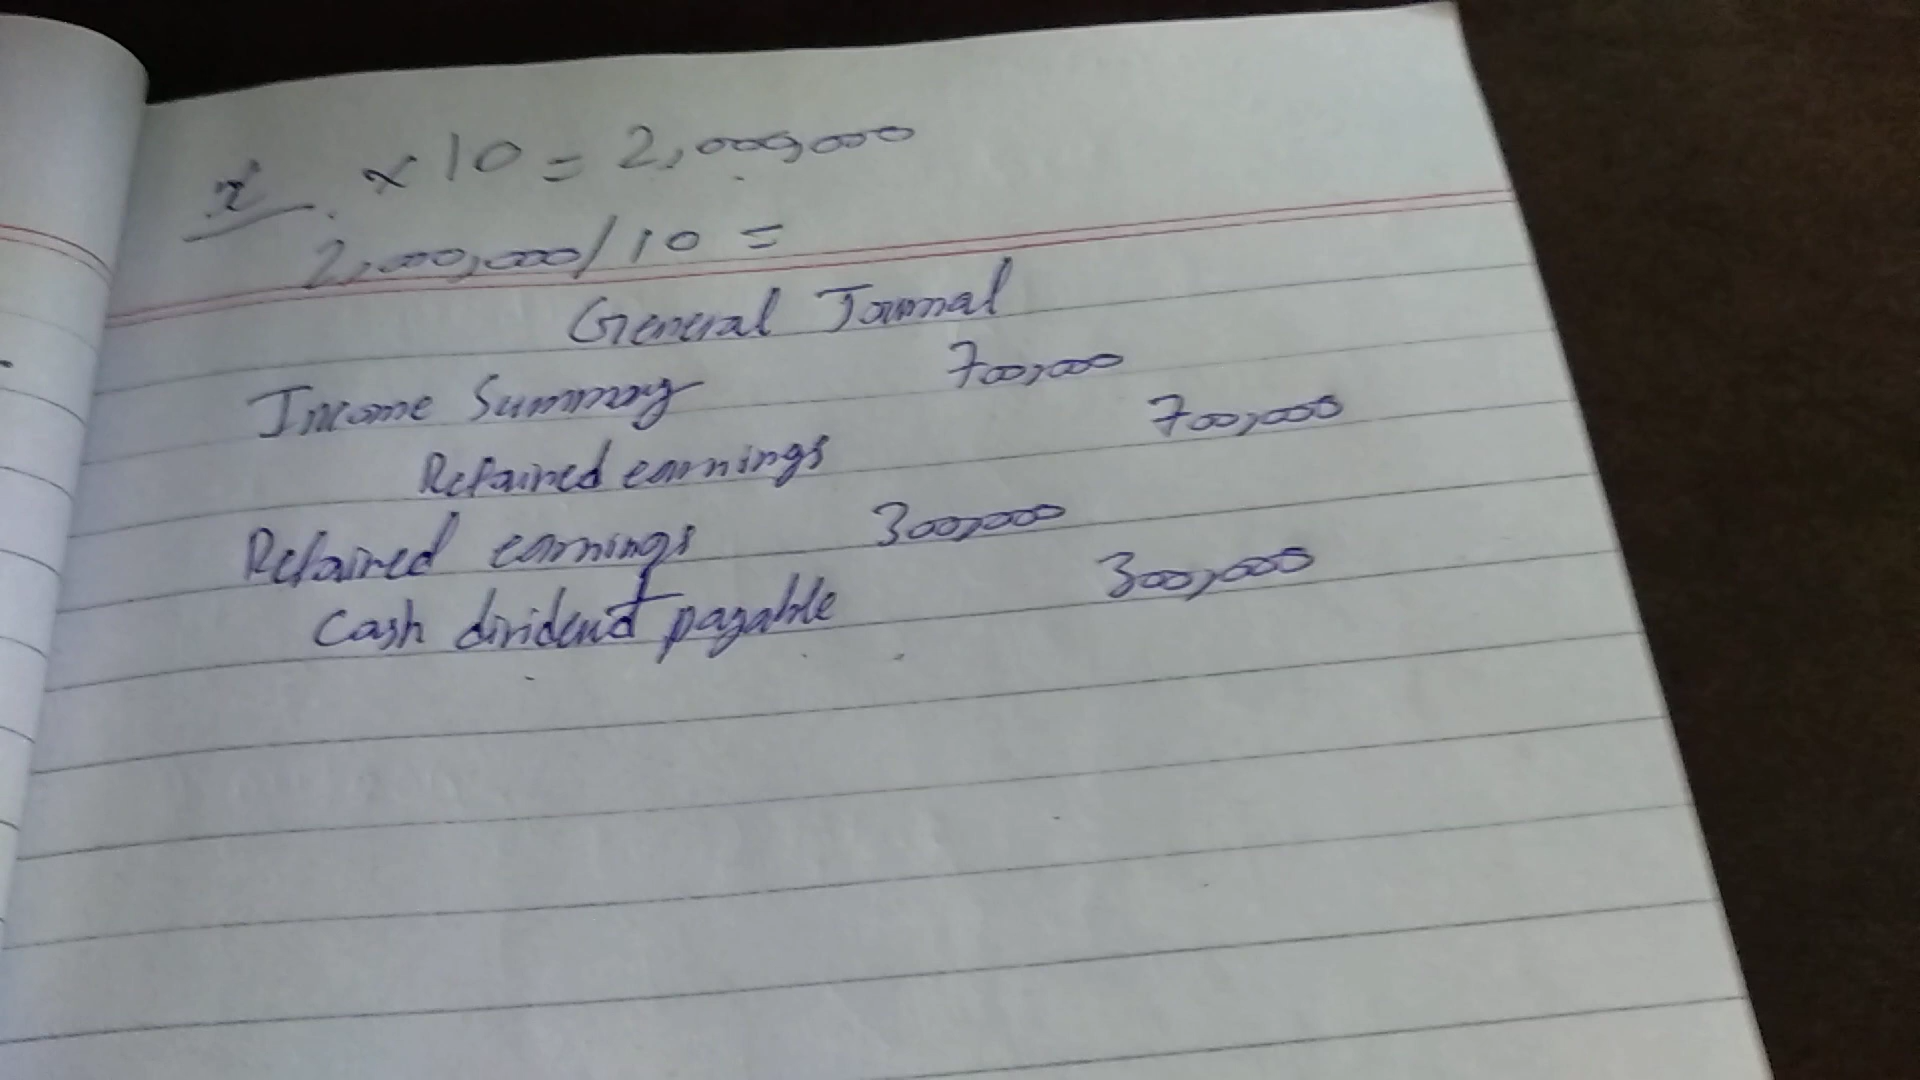 x × 10 = 2,000,000
2,000,000/10 =
General Journal
Income Summary 700,000
Retained earnings 700,000
Retained earnings 300,000
Cash dividend payable 300,000